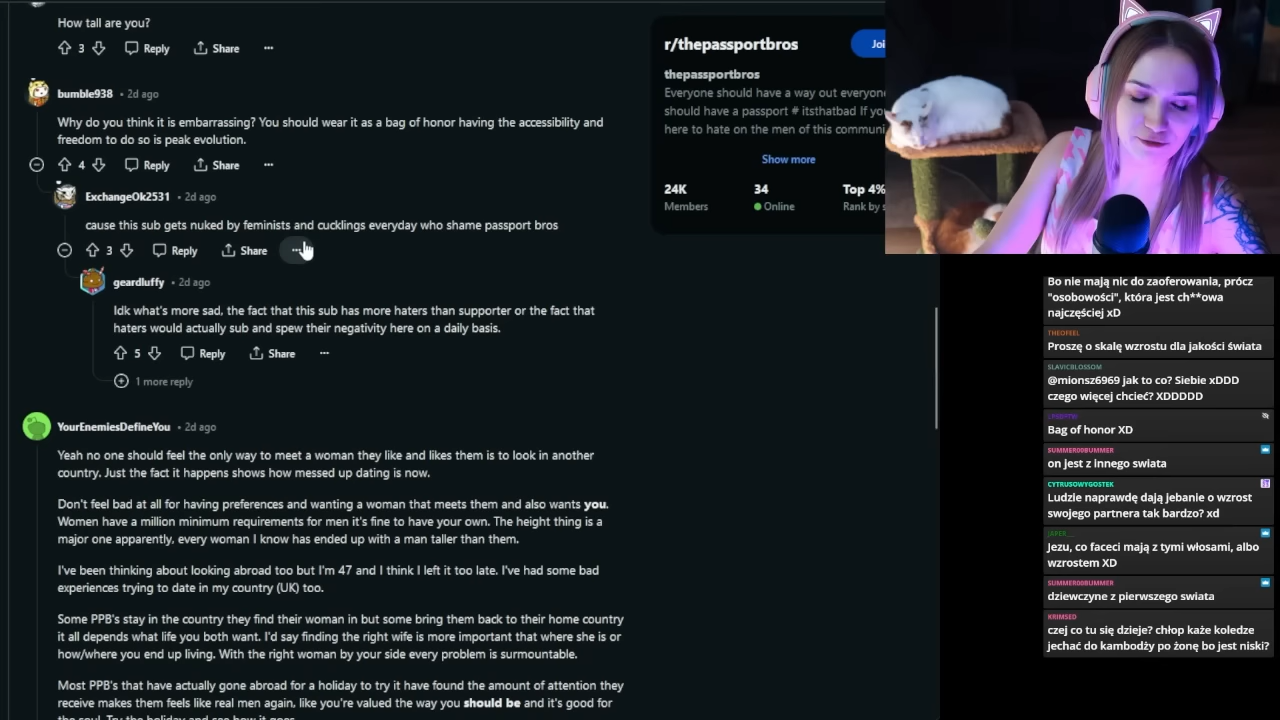 How tall are you?
3 Reply Share
bumble938 • 2d ago
Why do you think it is embarrassing? You should wear it as a bag of honor having the accessibility and
freedom to do so is peak evolution.
4 Reply Share
ExchangeOk2531 • 2d ago
cause this sub gets nuked by feminists and cucklings everyday who shame passport bros
3 Reply Share
geardluffy • 2d ago
Idk what's more sad, the fact that this sub has more haters than supporter or the fact that
haters would actually sub and spew their negativity here on a daily basis.
5 Reply Share
1 more reply
YourEnemiesDefineYou • 2d ago
Yeah no one should feel the only way to meet a woman they like and likes them is to look in another
country. Just the fact it happens shows how messed up dating is now.
Don't feel bad at all for having preferences and wanting a woman that meets them and also wants you.
Women have a million minimum requirements for men it's fine to have your own. The height thing is a
major one apparently, every woman I know has ended up with a man taller than them.
I've been thinking about looking abroad too but I'm 47 and I think I left it too late. I've had some bad
experiences trying to date in my country (UK) too.
Some PPB's stay in the country they find their woman in but some bring them back to their home country
it all depends what life you both want. I'd say finding the right wife is more important that where she is or
how/where you end up living. With the right woman by your side every problem is surmountable.
Most PPB's that have actually gone abroad for a holiday to try it have found the amount of attention they
receive makes them feels like real men again, like you're valued the way you should be and it's good for
the soul. Try the holiday and see how it goes.
r/thepassportbros
Joi
thepassportbros
Everyone should have a way out everyone
should have a passport # itsthatbad If you
here to hate on the men of this communi
Show more
24K 34 Top 4%
Members Online Rank by s
Bo nie mają nic do zaoferowania, prócz
"osobowości", która jest ch**owa
najczęściej xD
THEOFEEL
Proszę o skalę wzrostu dla jakości świata
SLAVICBLOSSOM
@mionsz6969 jak to co? Siebie xDDD
czego więcej chcieć? XDDDDD
Bag of honor XD
SUMMER00BUMMER
on jest z innego swiata
CYTRUSOWYGOSTEK
Ludzie naprawdę dają jebanie o wzrost
swojego partnera tak bardzo? xd
Jezu, co faceci mają z tymi włosami, albo
wzrostem XD
SUMMER00BUMMER
dziewczyne z pierwszego swiata
KRIMSED
czej co tu się dzieje? chłop każe koledze
jechać do kambodży po żonę bo jest niski?